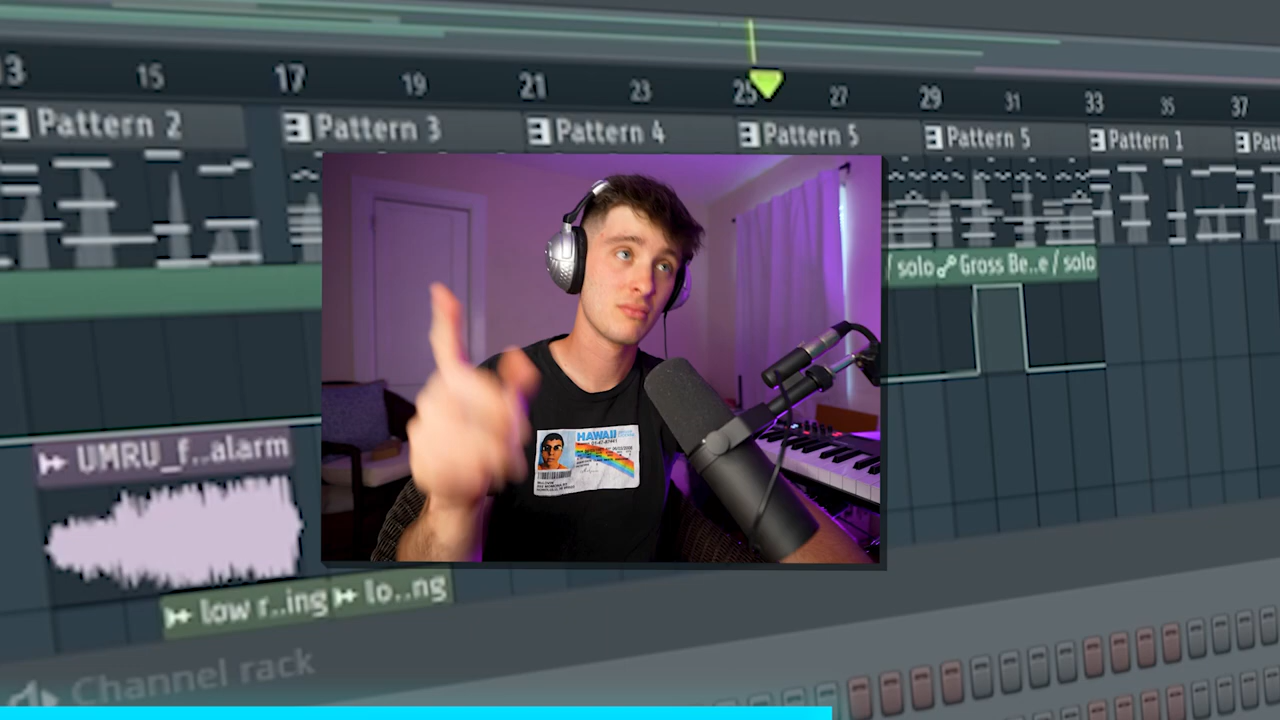 13 15 17 19 21 23 25 27 29 31 33 35 37
Pattern 2 Pattern 3 Pattern 4 Pattern 5 Pattern 5 Pattern 1 Patt
/ solo Gross Be..e / solo
HAWAII
UMRU_f..alarm
low r..ing lo..ng
Channel rack